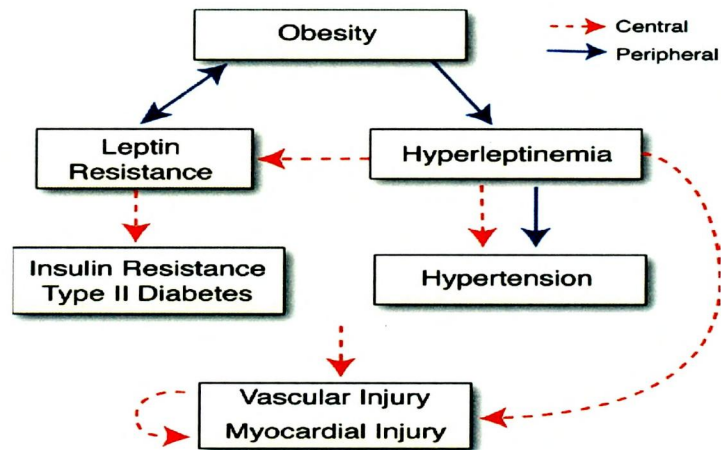 Obesity
Central
Peripheral
Leptin
Resistance
Hyperleptinemia
Insulin Resistance
Type II Diabetes
Hypertension
Vascular Injury
Myocardial Injury